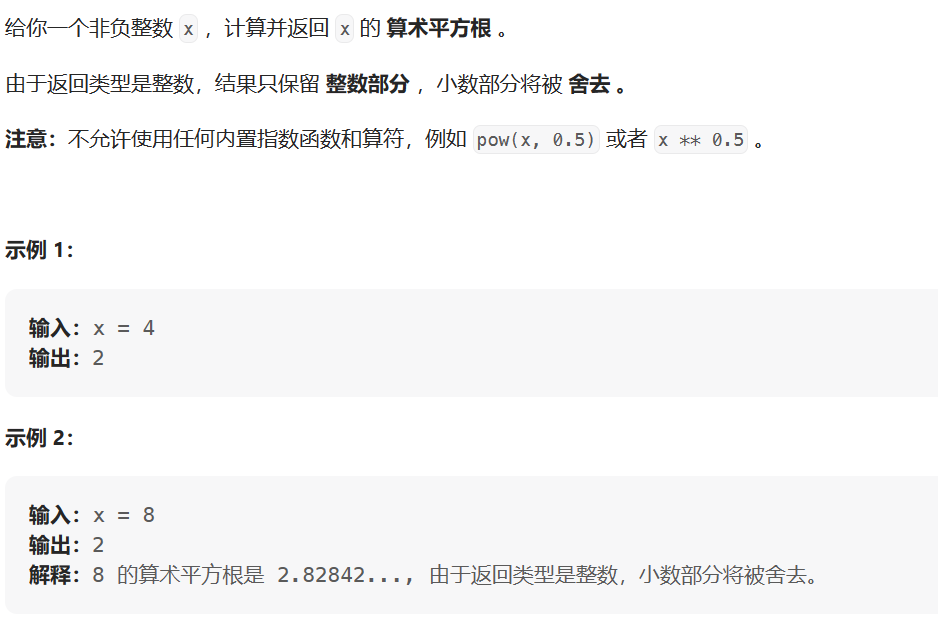 给你一个非负整数 x ，计算并返回 x 的 算术平方根 。
由于返回类型是整数，结果只保留 整数部分 ，小数部分将被 舍去 。
注意：不允许使用任何内置指数函数和算符，例如 pow(x, 0.5) 或者 x ** 0.5 。
示例 1：
输入：x = 4
输出：2
示例 2：
输入：x = 8
输出：2
解释：8 的算术平方根是 2.82842..., 由于返回类型是整数，小数部分将被舍去。